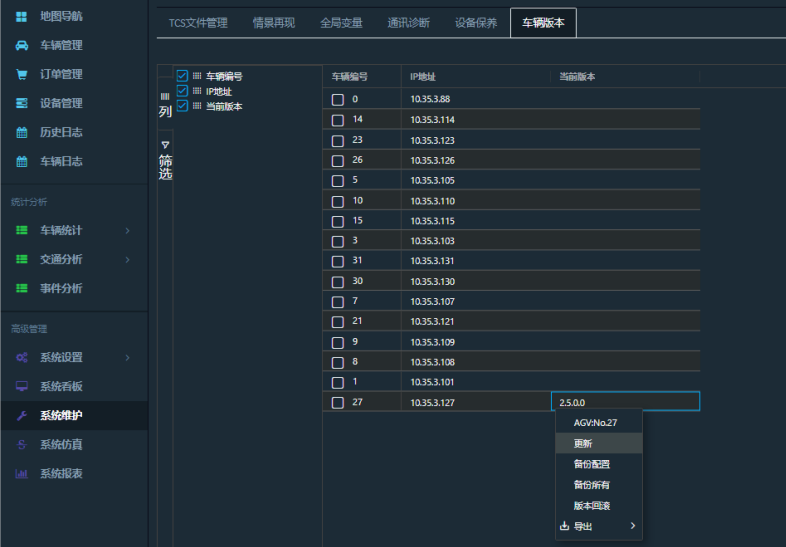 地图导航
车辆管理
订单管理
设备管理
历史日志
车辆日志
统计分析
车辆统计
交通分析
事件分析
高级管理
系统设置
系统看板
系统维护
系统仿真
系统报表
TCS文件管理 情景再现 全局变量 通讯诊断 设备保养 车辆版本
列
筛选
车辆编号
IP地址
当前版本
车辆编号 IP地址 当前版本
0 10.35.3.88
14 10.35.3.114
23 10.35.3.123
26 10.35.3.126
5 10.35.3.105
10 10.35.3.110
15 10.35.3.115
3 10.35.3.103
31 10.35.3.131
30 10.35.3.130
7 10.35.3.107
21 10.35.3.121
9 10.35.3.109
8 10.35.3.108
1 10.35.3.101
27 10.35.3.127 2.5.0.0
AGV:No.27
更新
备份配置
备份所有
版本回滚
导出